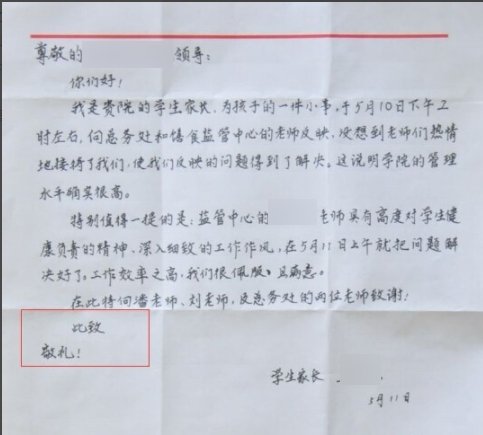 尊敬的 领导:
你们好!
我是贵院的学生家长,为孩子的一件小事,于5月10日下午2
时左右,向总务处和膳食监管中心的老师反映,没想到老师们热情
地接待了我们,使我们反映的问题得到了解决。这说明学院的管理
水平确实很高。
特别值得一提的是:监管中心的 老师具有高度对学生健
康负责的精神、深入细致的工作作风,在5月11日上午就把问题解
决好了。工作效率之高,我们很佩服、且满意。
在此特向潘老师、刘老师,及总务处的两位老师致谢!
此致
敬礼!
学生家长
5月11日